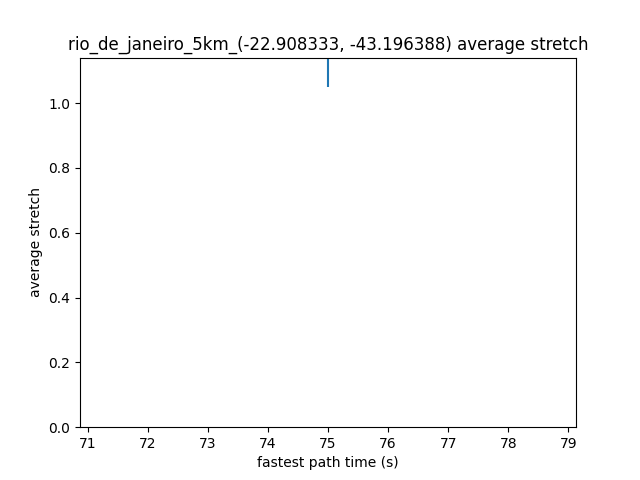 rio_de_janeiro_5km_(-22.908333, -43.196388) average stretch
1.0
0.8
0.6
0.4
0.2
0.0
average stretch
71 72 73 74 75 76 77 78 79
fastest path time (s)